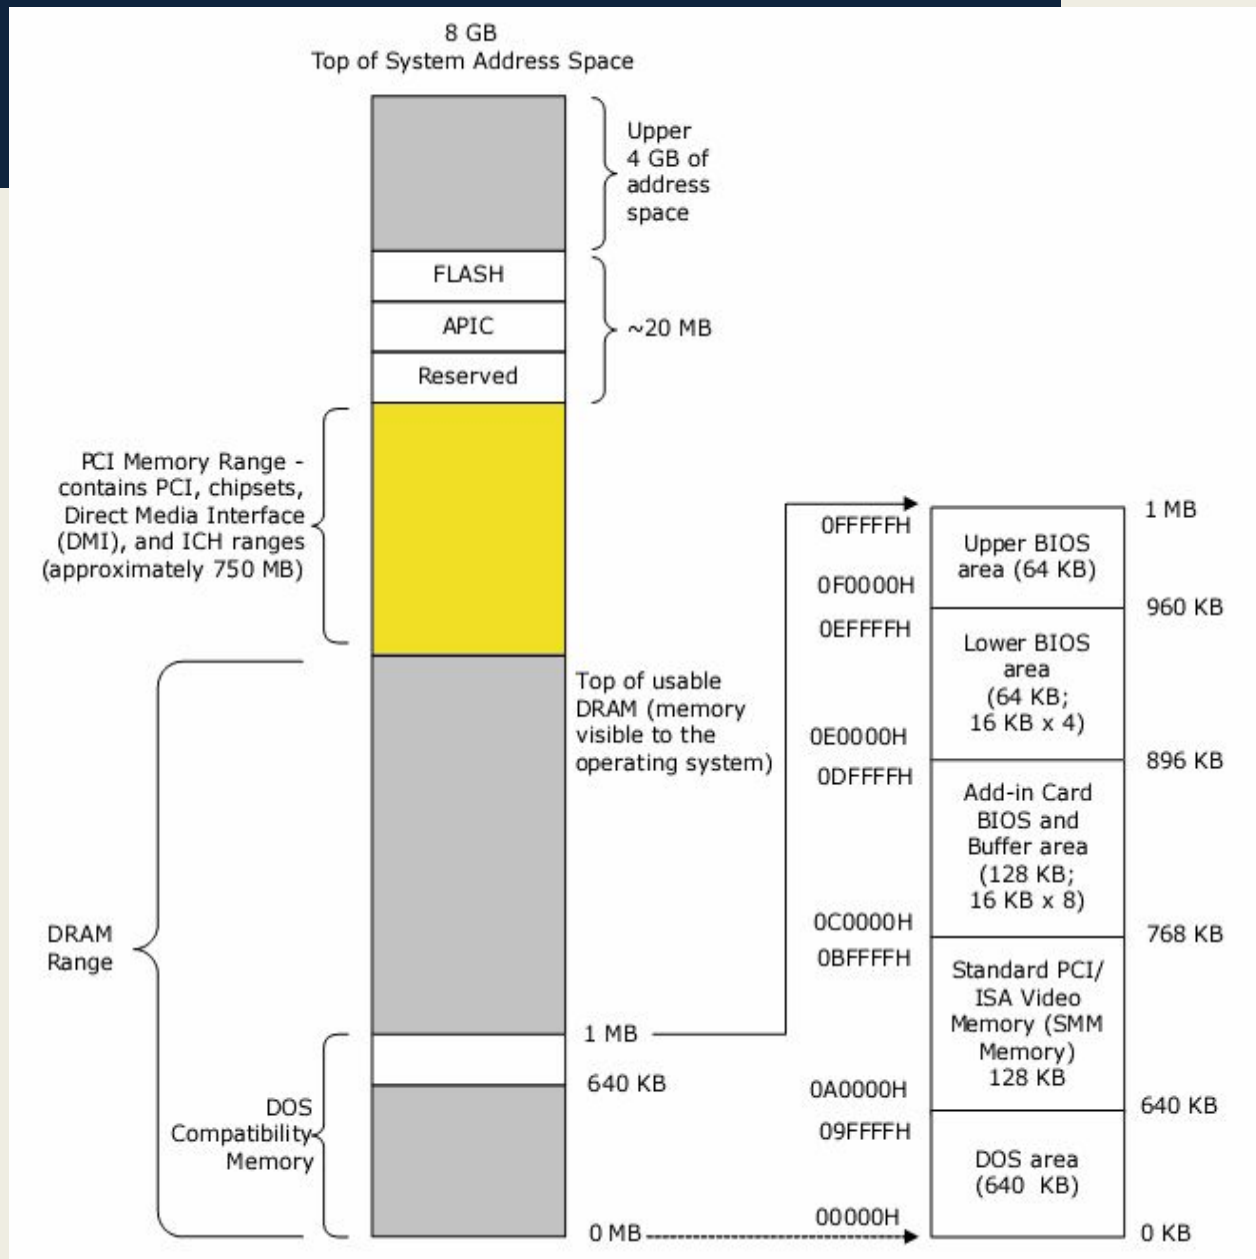 8 GB
Top of System Address Space
Upper
4 GB of
address
space
FLASH
APIC
Reserved
~20 MB
PCI Memory Range -
contains PCI, chipsets,
Direct Media Interface
(DMI), and ICH ranges
(approximately 750 MB)
Top of usable
DRAM (memory
visible to the
operating system)
DRAM
Range
1 MB
640 KB
DOS
Compatibility
Memory
0 MB
0FFFFFH
0F0000H
0EFFFFH
0E0000H
0DFFFFH
0C0000H
0BFFFFH
0A0000H
09FFFFH
00000H
Upper BIOS
area (64 KB)
Lower BIOS
area
(64 KB;
16 KB x 4)
Add-in Card
BIOS and
Buffer area
(128 KB;
16 KB x 8)
Standard PCI/
ISA Video
Memory (SMM
Memory)
128 KB
DOS area
(640 KB)
1 MB
960 KB
896 KB
768 KB
640 KB
0 KB